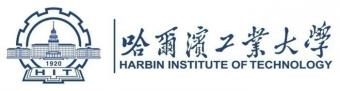 1920
HIT
哈爾濱工業大學
HARBIN INSTITUTE OF TECHNOLOGY